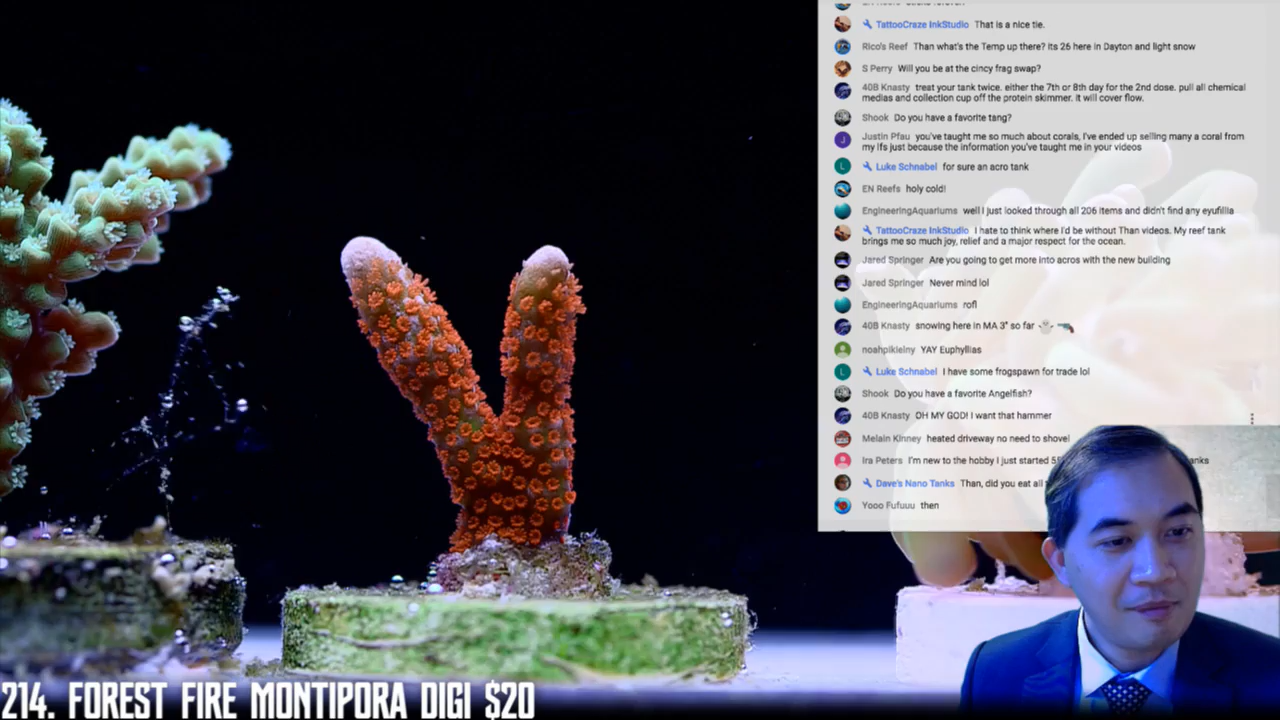 TattooCraze InkStudio That is a nice tie.
Rico's Reef Than what's the Temp up there? Its 26 here in Dayton and light snow
S Perry Will you be at the cincy frag swap?
40B Knasty treat your tank twice. either the 7th or 8th day for the 2nd dose. pull all chemical
medias and collection cup off the protein skimmer. it will cover flow.
Shook Do you have a favorite tang?
J Justin Pfau you've taught me so much about corals, I've ended up selling many a coral from
my lfs just because the information you've taught me in your videos
L Luke Schnabel for sure an acro tank
EN Reefs holy cold!
EngineeringAquariums well I just looked through all 206 items and didn't find any eyufillia
TattooCraze InkStudio I hate to think where I'd be without Than videos. My reef tank
brings me so much joy, relief and a major respect for the ocean.
Jared Springer Are you going to get more into acros with the new building
Jared Springer Never mind lol
EngineeringAquariums rofl
40B Knasty snowing here in MA 3" so far
noahpikielny YAY Euphyllias
L Luke Schnabel I have some frogspawn for trade lol
Shook Do you have a favorite Angelfish?
40B Knasty OH MY GOD! I want that hammer
Melain Kinney heated driveway no need to shovel
Ira Peters I'm new to the hobby I just started
Dave's Nano Tanks Than, did you eat all
Yooo Fufuuu then
214. FOREST FIRE MONTIPORA DIGI $20